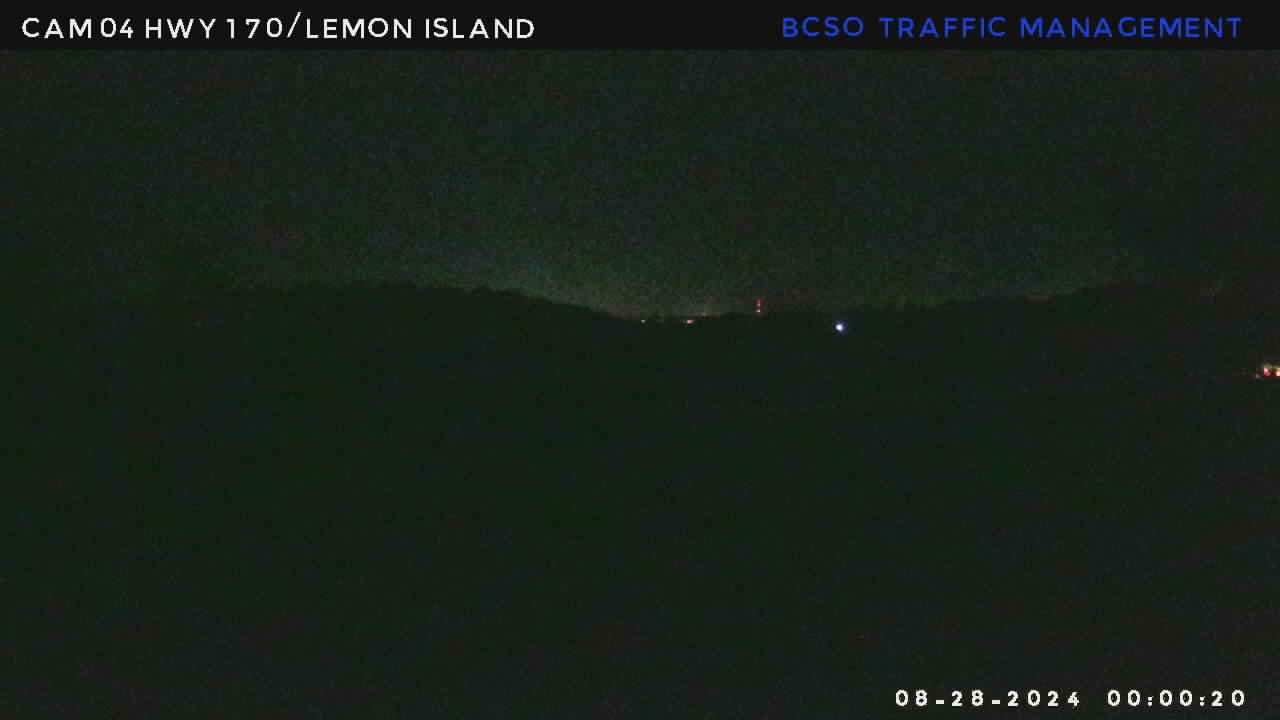 CAM 04 HWY 170/LEMON ISLAND
BCSO TRAFFIC MANAGEMENT
08-28-2024 00:00:20